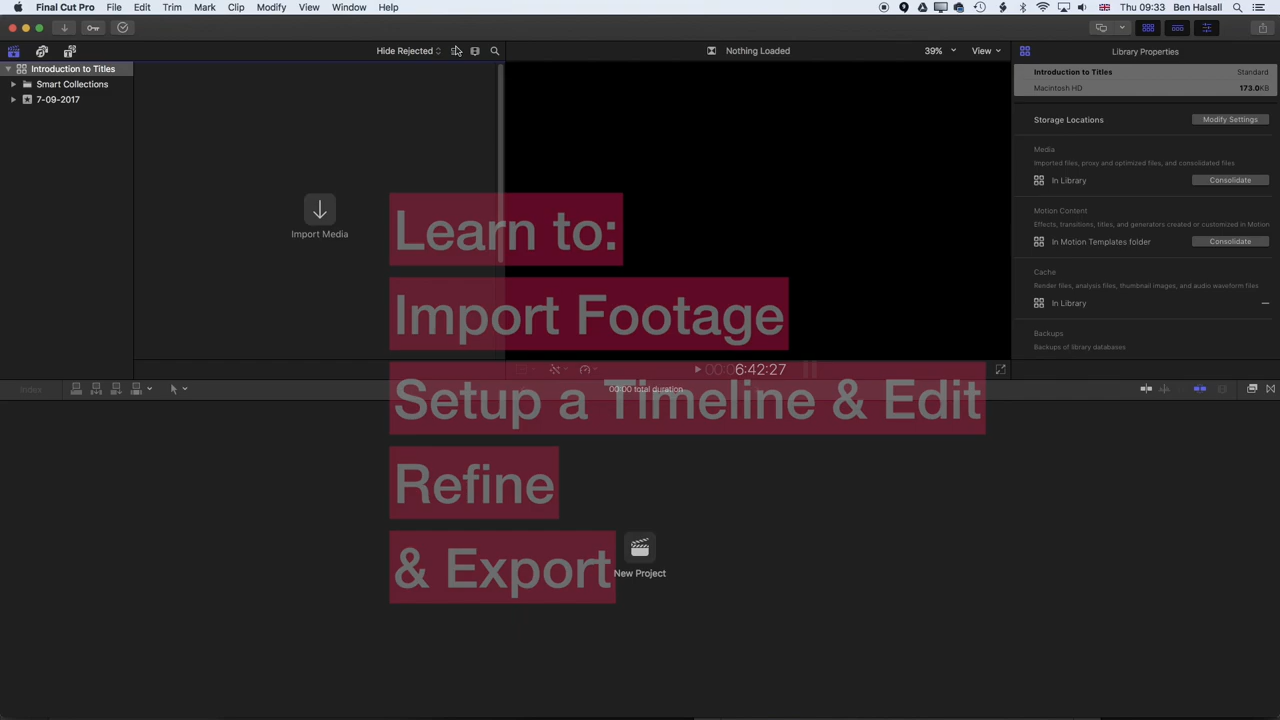 Final Cut Pro File Edit Trim Mark Clip Modify View Window Help Thu 09:33 Ben Halsall
Hide Rejected Nothing Loaded 39% View Library Properties
Introduction to Titles
Smart Collections
7-09-2017
Import Media
Introduction to Titles Standard
Macintosh HD 173.0KB
Storage Locations Modify Settings
Media
Imported files, proxy and optimized files, and consolidated files
In Library Consolidate
Motion Content
Effects, transitions, titles, and generators created or customized in Motion
In Motion Templates folder Consolidate
Cache
Render files, analysis files, thumbnail images, and audio waveform files
In Library
Backups
Backups of library databases
Learn to:
Import Footage
Setup a Timeline & Edit
Refine
& Export
6:42:27
Index 00:00 total duration
New Project